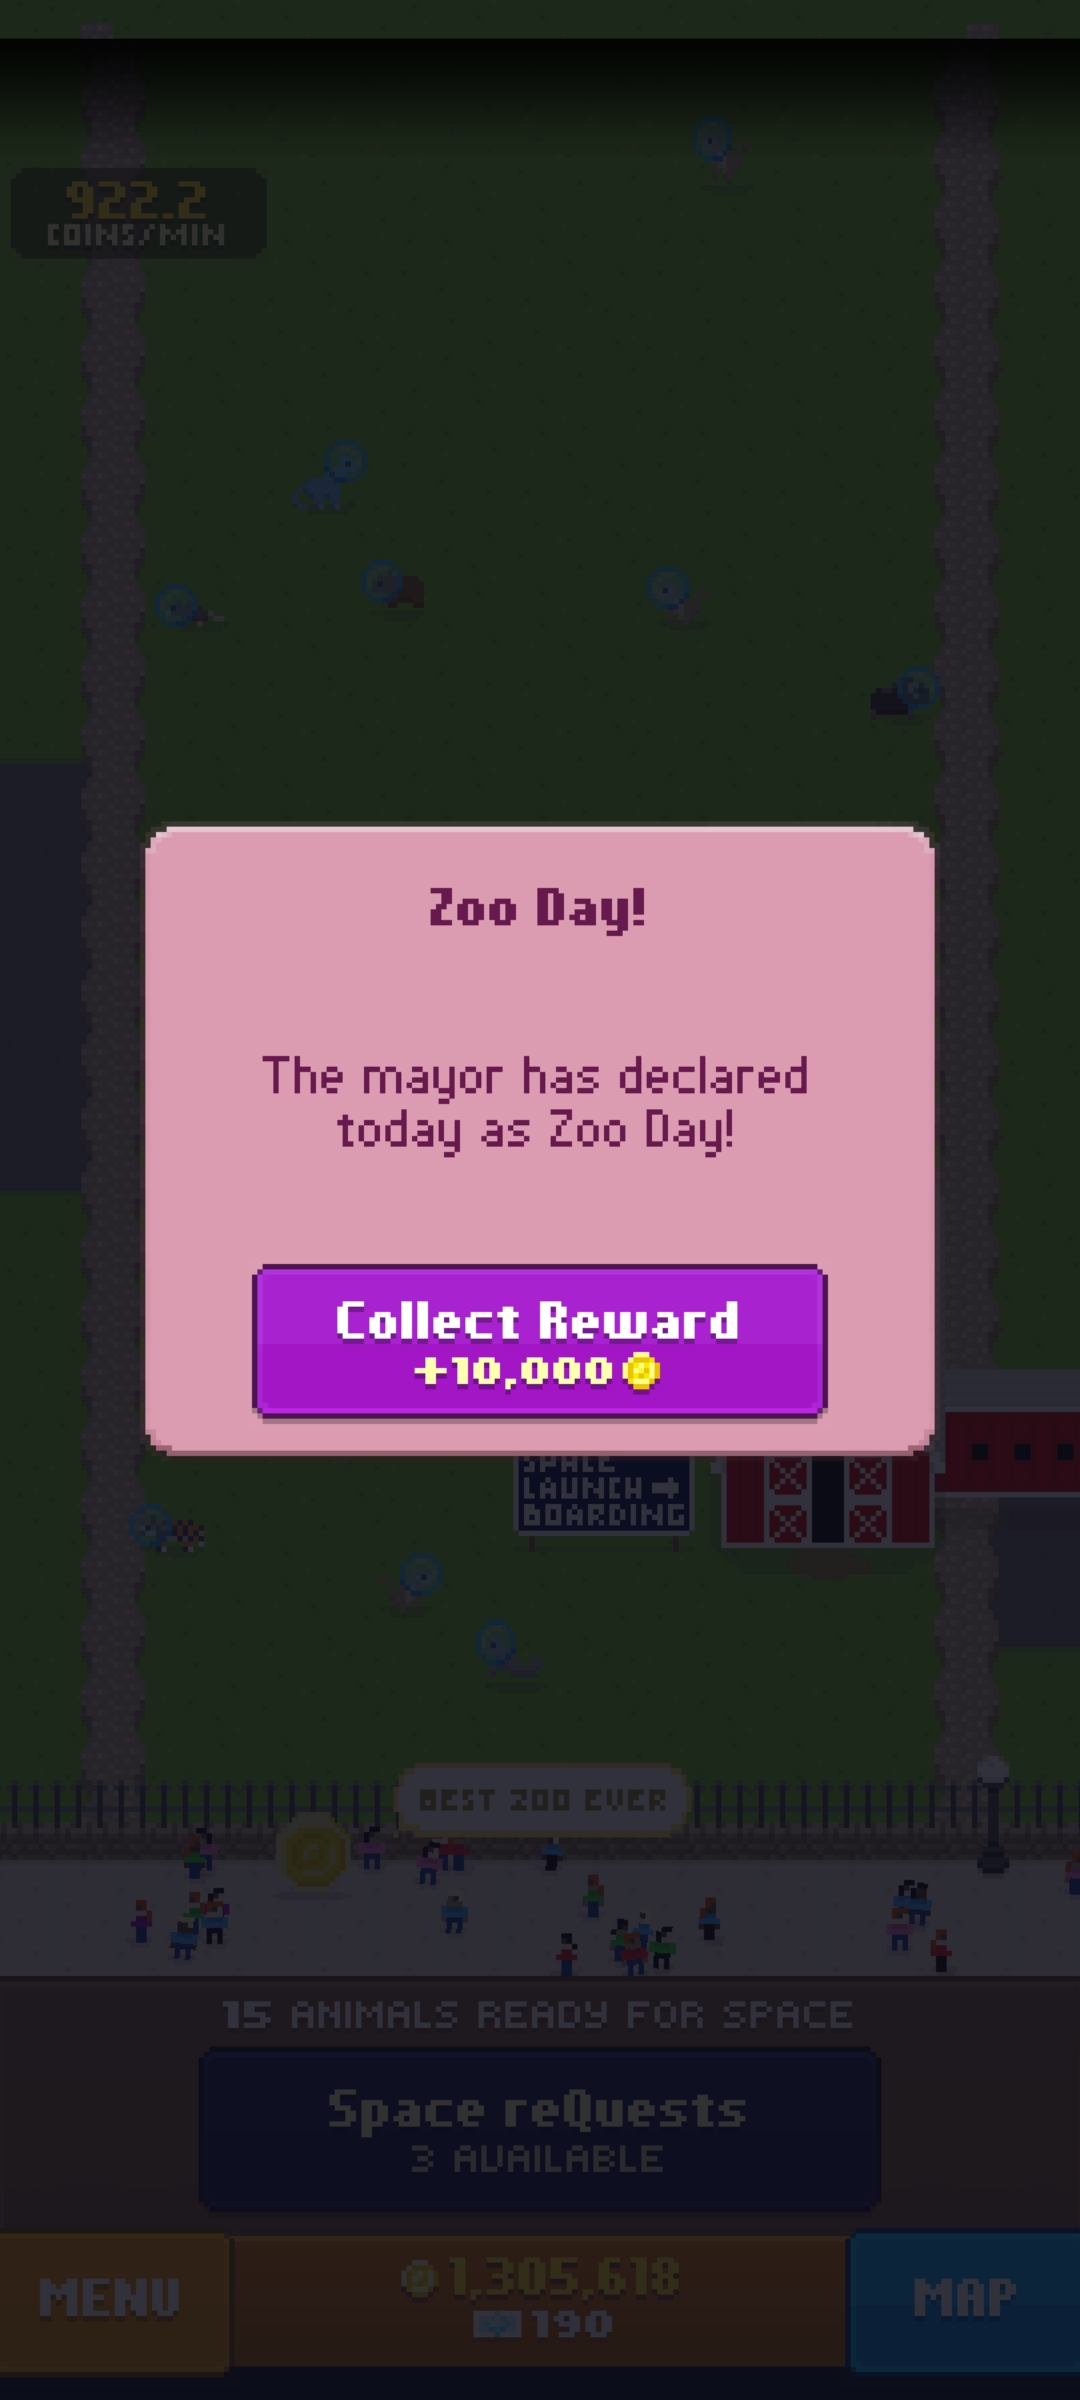 922.2
COINS/MIN
Zoo Day!
The mayor has declared
today as Zoo Day!
Collect Reward
+10,000
SPACE
LAUNCH →
BOARDING
BEST ZOO EVER
15 ANIMALS READY FOR SPACE
Space reQuests
3 AVAILABLE
MENU
1,305,618
190
MAP